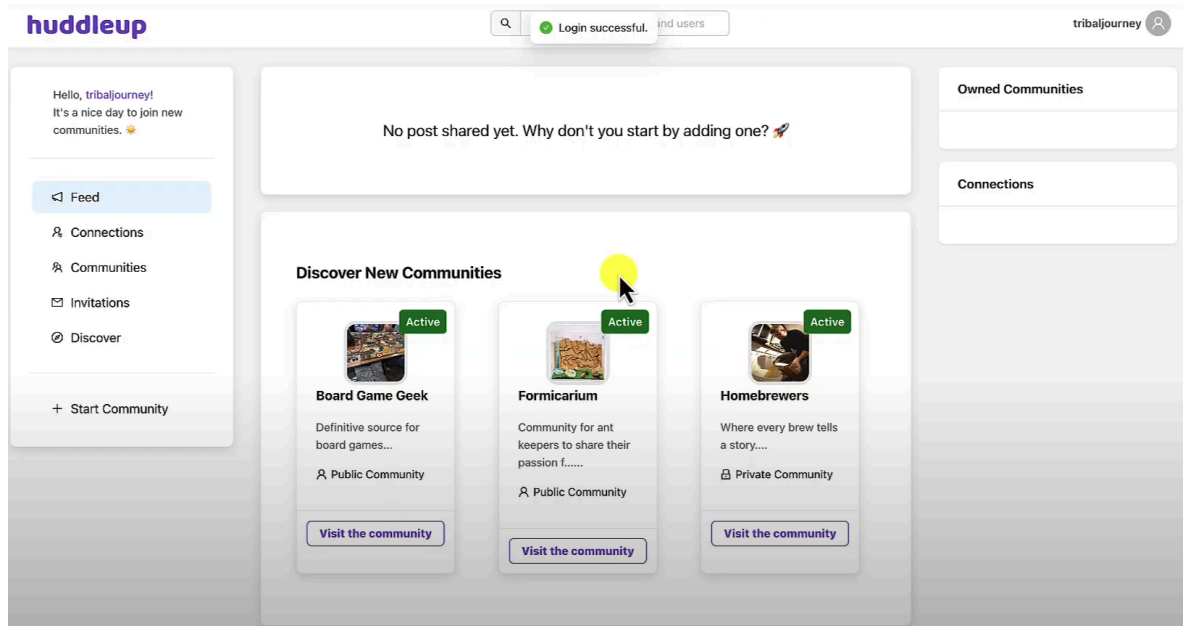 huddleup
Login successful.
and users
tribaljourney
Hello, tribaljourney!
It's a nice day to join new
communities.
Feed
Connections
Communities
Invitations
Discover
+ Start Community
No post shared yet. Why don't you start by adding one? 🚀
Discover New Communities
Active
Board Game Geek
Definitive source for
board games...
Public Community
Visit the community
Active
Formicarium
Community for ant
keepers to share their
passion f......
Public Community
Visit the community
Active
Homebrewers
Where every brew tells
a story....
Private Community
Visit the community
Owned Communities
Connections